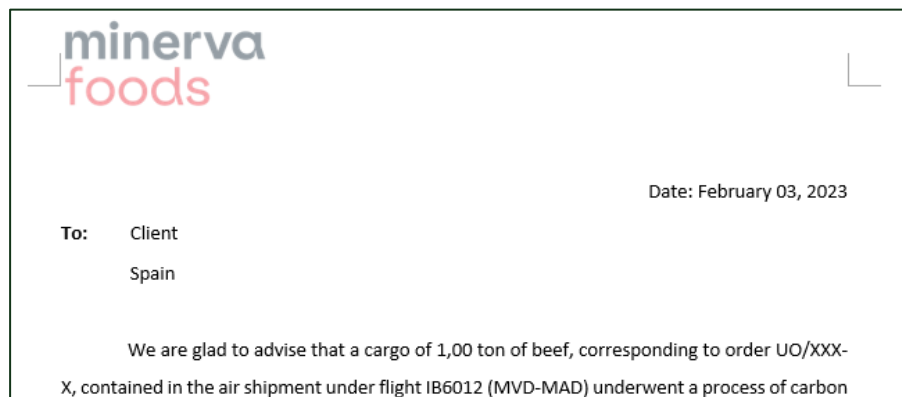 minerva
foods
Date: February 03, 2023
To: Client
Spain
We are glad to advise that a cargo of 1,00 ton of beef, corresponding to order UO/XXX-
X, contained in the air shipment under flight IB6012 (MVD-MAD) underwent a process of carbon